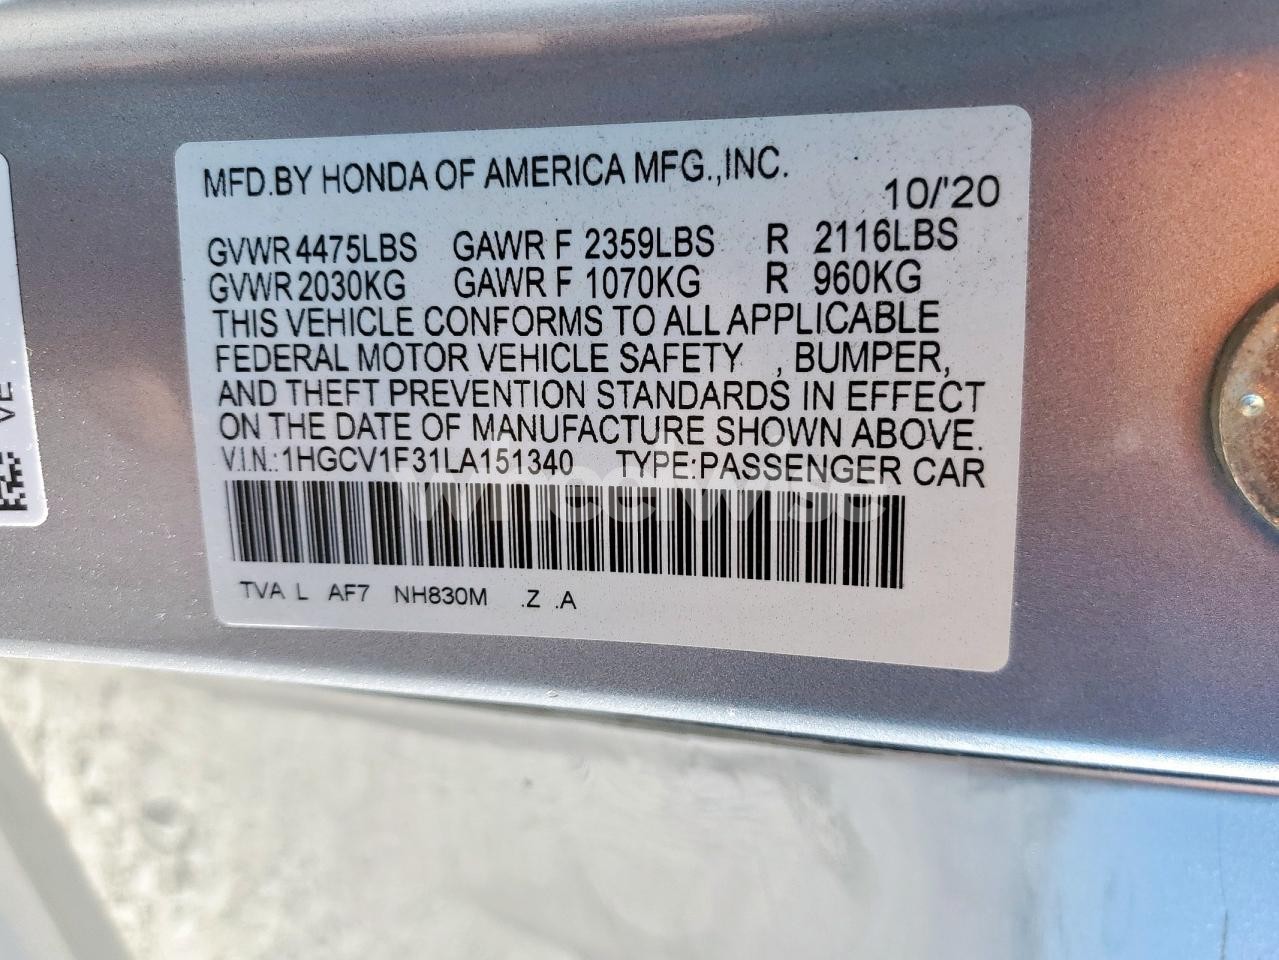 MFD.BY HONDA OF AMERICA MFG.,INC.
10/'20
GVWR 4475LBS GAWR F 2359LBS R 2116LBS
GVWR 2030KG GAWR F 1070KG R 960KG
THIS VEHICLE CONFORMS TO ALL APPLICABLE
FEDERAL MOTOR VEHICLE SAFETY , BUMPER,
AND THEFT PREVENTION STANDARDS IN EFFECT
ON THE DATE OF MANUFACTURE SHOWN ABOVE.
V.I.N.:1HGCV1F31LA151340 TYPE:PASSENGER CAR
wheelwise
TVA L AF7 NH830M .Z .A
VE